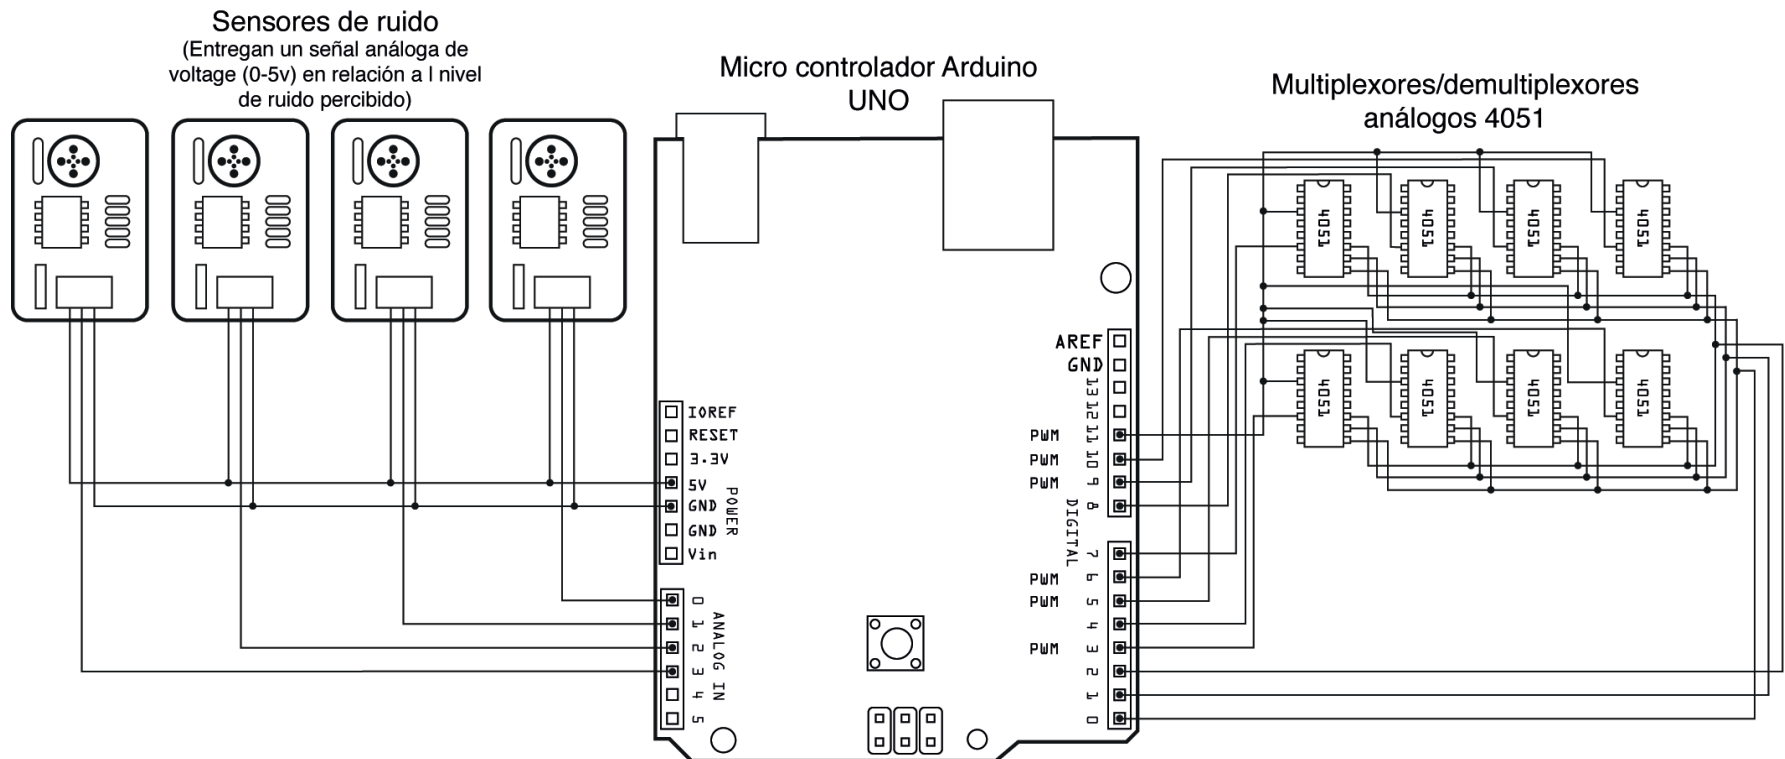 Sensores de ruido
(Entregan un señal análoga de
voltage (0-5v) en relación a l nivel
de ruido percibido)
Micro controlador Arduino
UNO
Multiplexores/demultiplexores
análogos 4051
4051
4051
4051
4051
4051
4051
4051
4051
IOREF
RESET
3.3V
5V
GND
GND
Vin
POWER
0
1
2
3
4
5
ANALOG IN
AREF
GND
13
12
PWM 11
PWM 10
PWM 9
8
DIGITAL
7
PWM 6
PWM 5
4
PWM 3
2
1
0